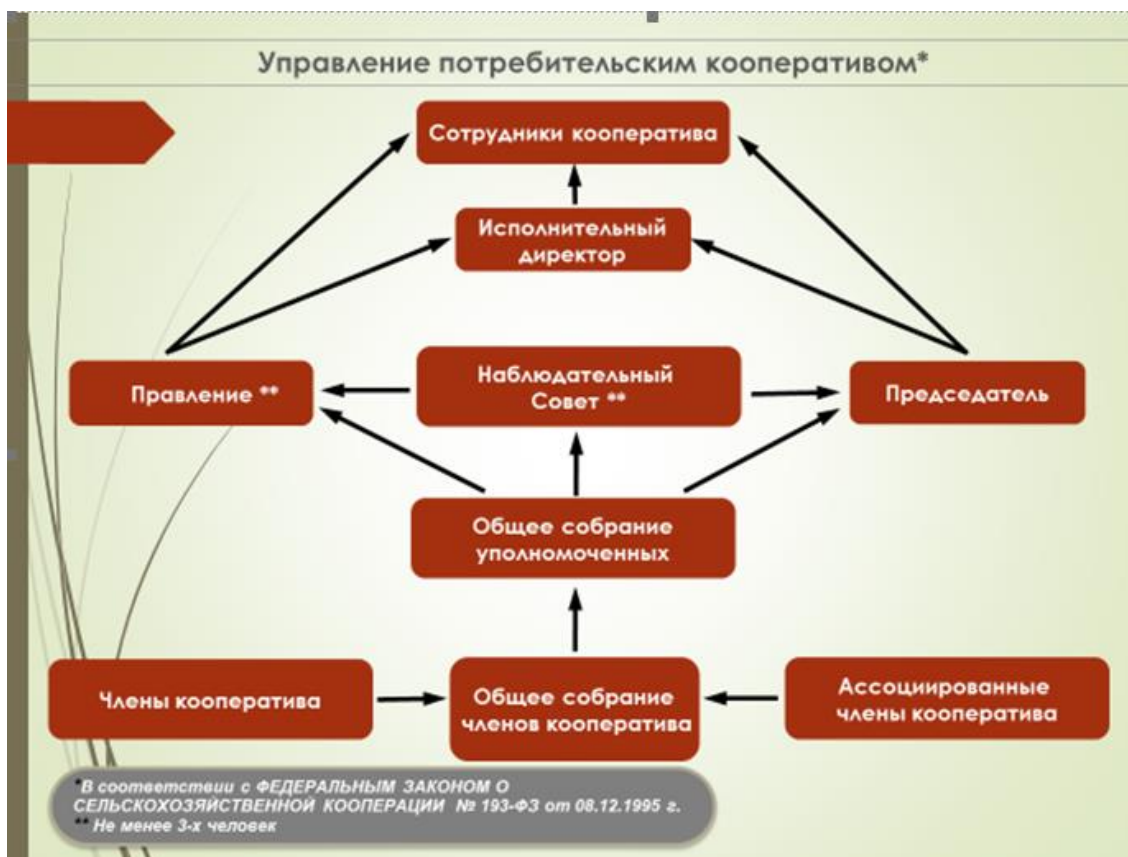 Управление потребительским кооперативом*
Сотрудники кооператива
Исполнительный
директор
Правление **
Наблюдательный
Совет **
Председатель
Общее собрание
уполномоченных
Члены кооператива
Общее собрание
членов кооператива
Ассоциированные
члены кооператива
*В соответствии с ФЕДЕРАЛЬНЫМ ЗАКОНОМ О
СЕЛЬСКОХОЗЯЙСТВЕННОЙ КООПЕРАЦИИ № 193-ФЗ от 08.12.1995 г.
** Не менее 3-х человек